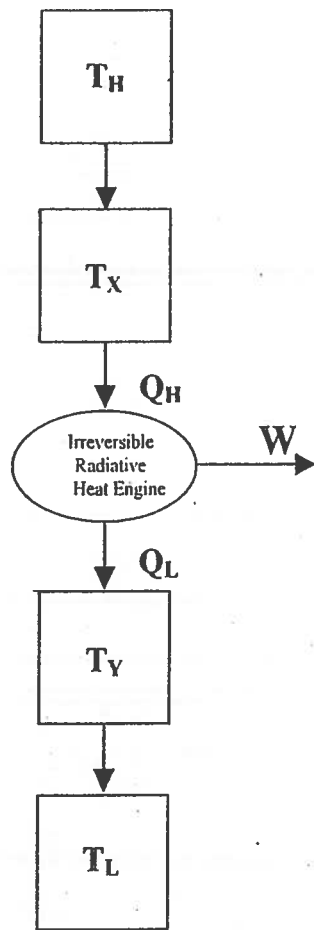 T_H
T_X
Q_H
Irreversible
Radiative
Heat Engine
W
Q_L
T_Y
T_L